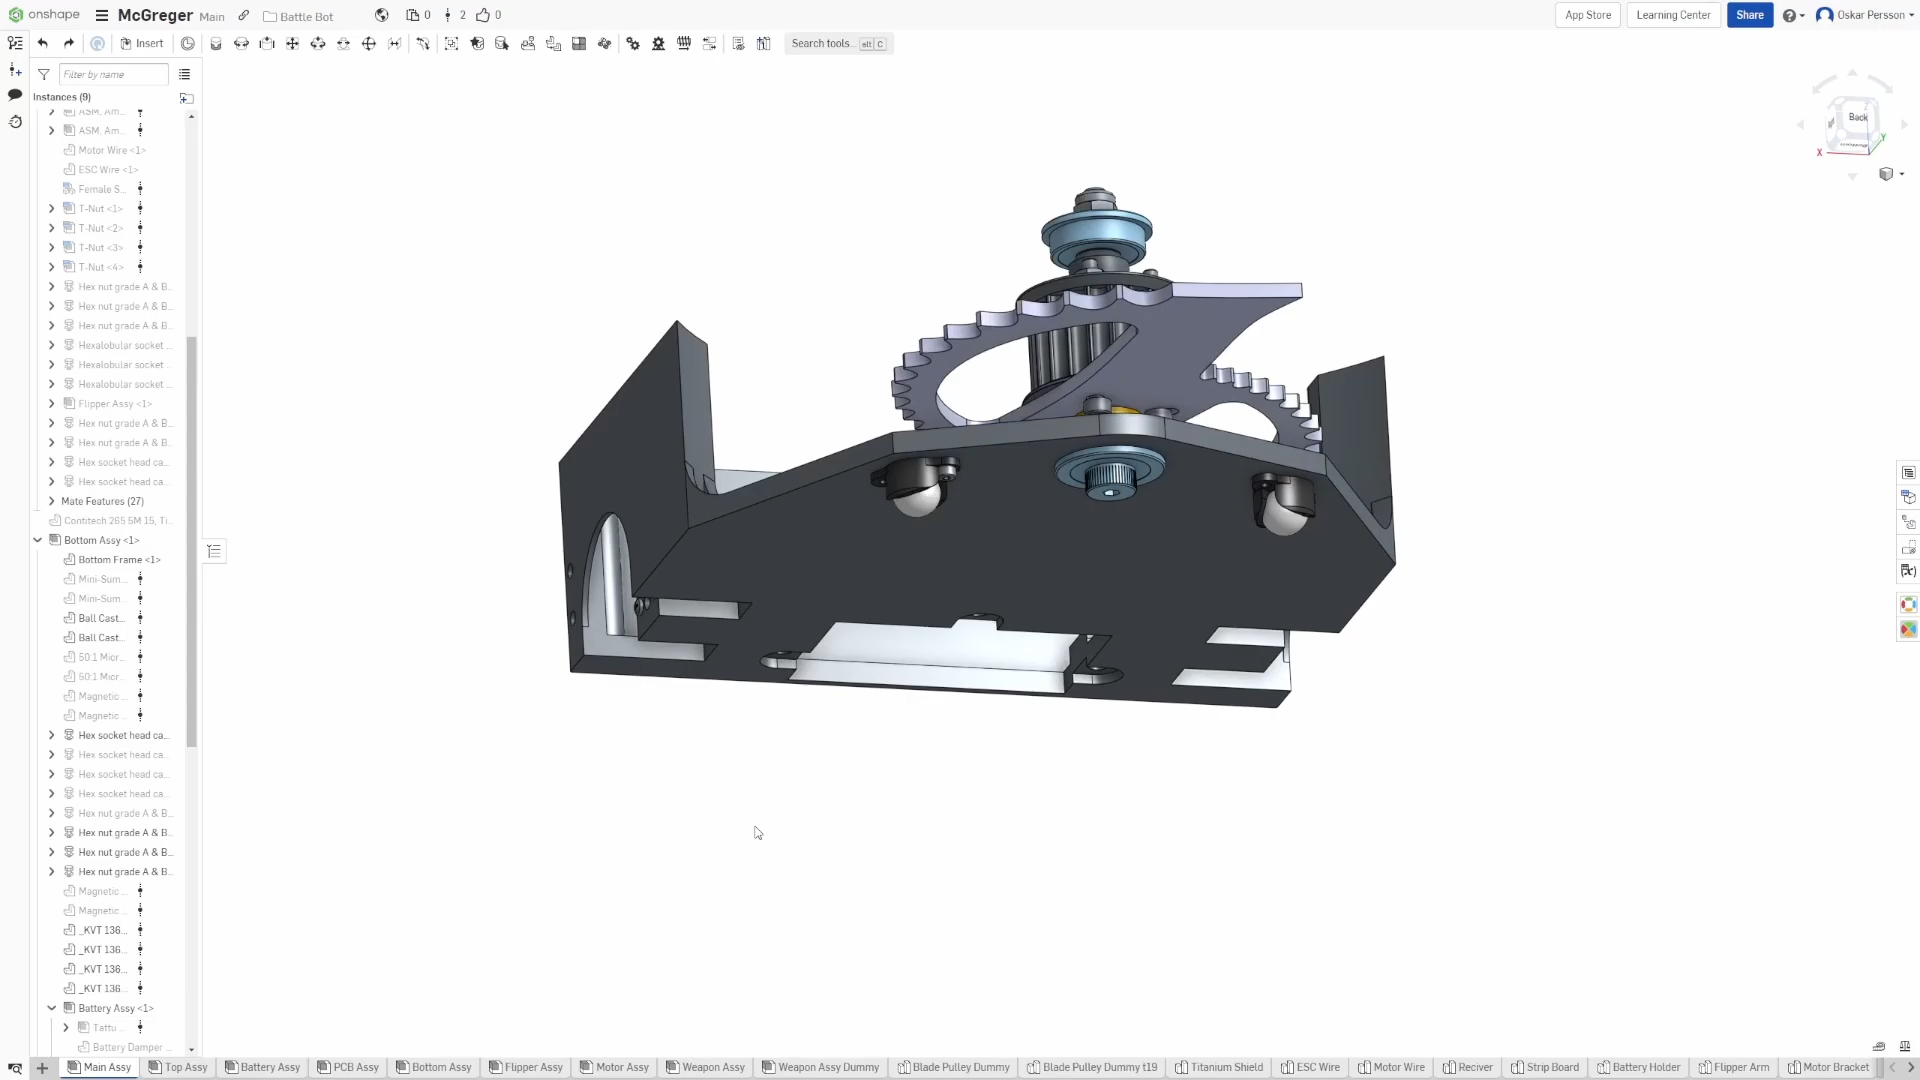 onshape McGreger Main Battle Bot 0 2 0 App Store Learning Center Share Oskar Persson
Insert Search tools... alt C
Filter by name
Instances (9)
ASM, Am...
ASM, Am...
Motor Wire <1>
ESC Wire <1>
Female S...
T-Nut <1>
T-Nut <2>
T-Nut <3>
T-Nut <4>
Hex nut grade A & B...
Hex nut grade A & B...
Hex nut grade A & B...
Hexalobular socket ...
Hexalobular socket ...
Hexalobular socket ...
Flipper Assy <1>
Hex nut grade A & B...
Hex nut grade A & B...
Hex socket head ca...
Hex socket head ca...
Mate Features (27)
Contitech 265 5M 15, Ti...
Bottom Assy <1>
Bottom Frame <1>
Mini-Sum...
Mini-Sum...
Ball Cast...
Ball Cast...
50:1 Micr...
50:1 Micr...
Magnetic ...
Magnetic ...
Hex socket head ca...
Hex socket head ca...
Hex socket head ca...
Hex socket head ca...
Hex nut grade A & B...
Hex nut grade A & B...
Hex nut grade A & B...
Hex nut grade A & B...
Magnetic ...
Magnetic ...
_KVT 136...
_KVT 136...
_KVT 136...
_KVT 136...
Battery Assy <1>
Tattu ...
Battery Damper ...
Z
Back
Y
X
Main Assy Top Assy Battery Assy PCB Assy Bottom Assy Flipper Assy Motor Assy Weapon Assy Weapon Assy Dummy Blade Pulley Dummy Blade Pulley Dummy t19 Titanium Shield ESC Wire Motor Wire Reciver Strip Board Battery Holder Flipper Arm Motor Bracket